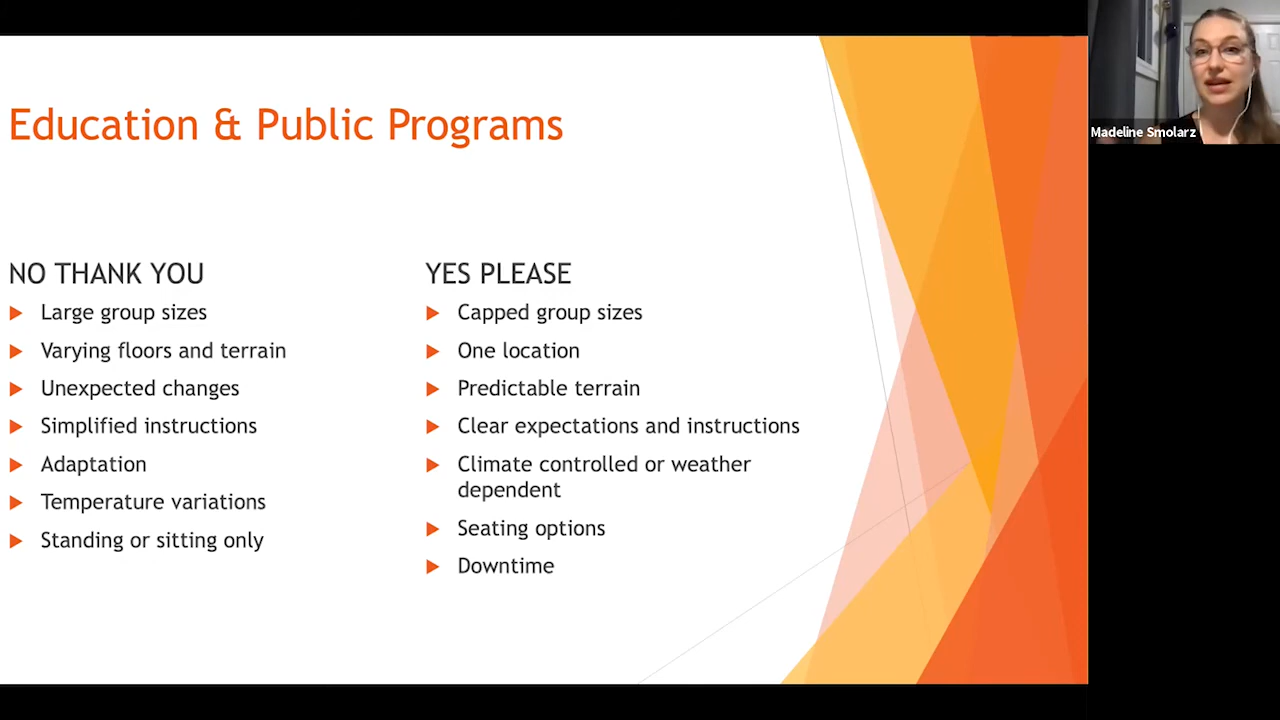 Education & Public Programs
NO THANK YOU
Large group sizes
Varying floors and terrain
Unexpected changes
Simplified instructions
Adaptation
Temperature variations
Standing or sitting only
YES PLEASE
Capped group sizes
One location
Predictable terrain
Clear expectations and instructions
Climate controlled or weather
dependent
Seating options
Downtime
Madeline Smolarz